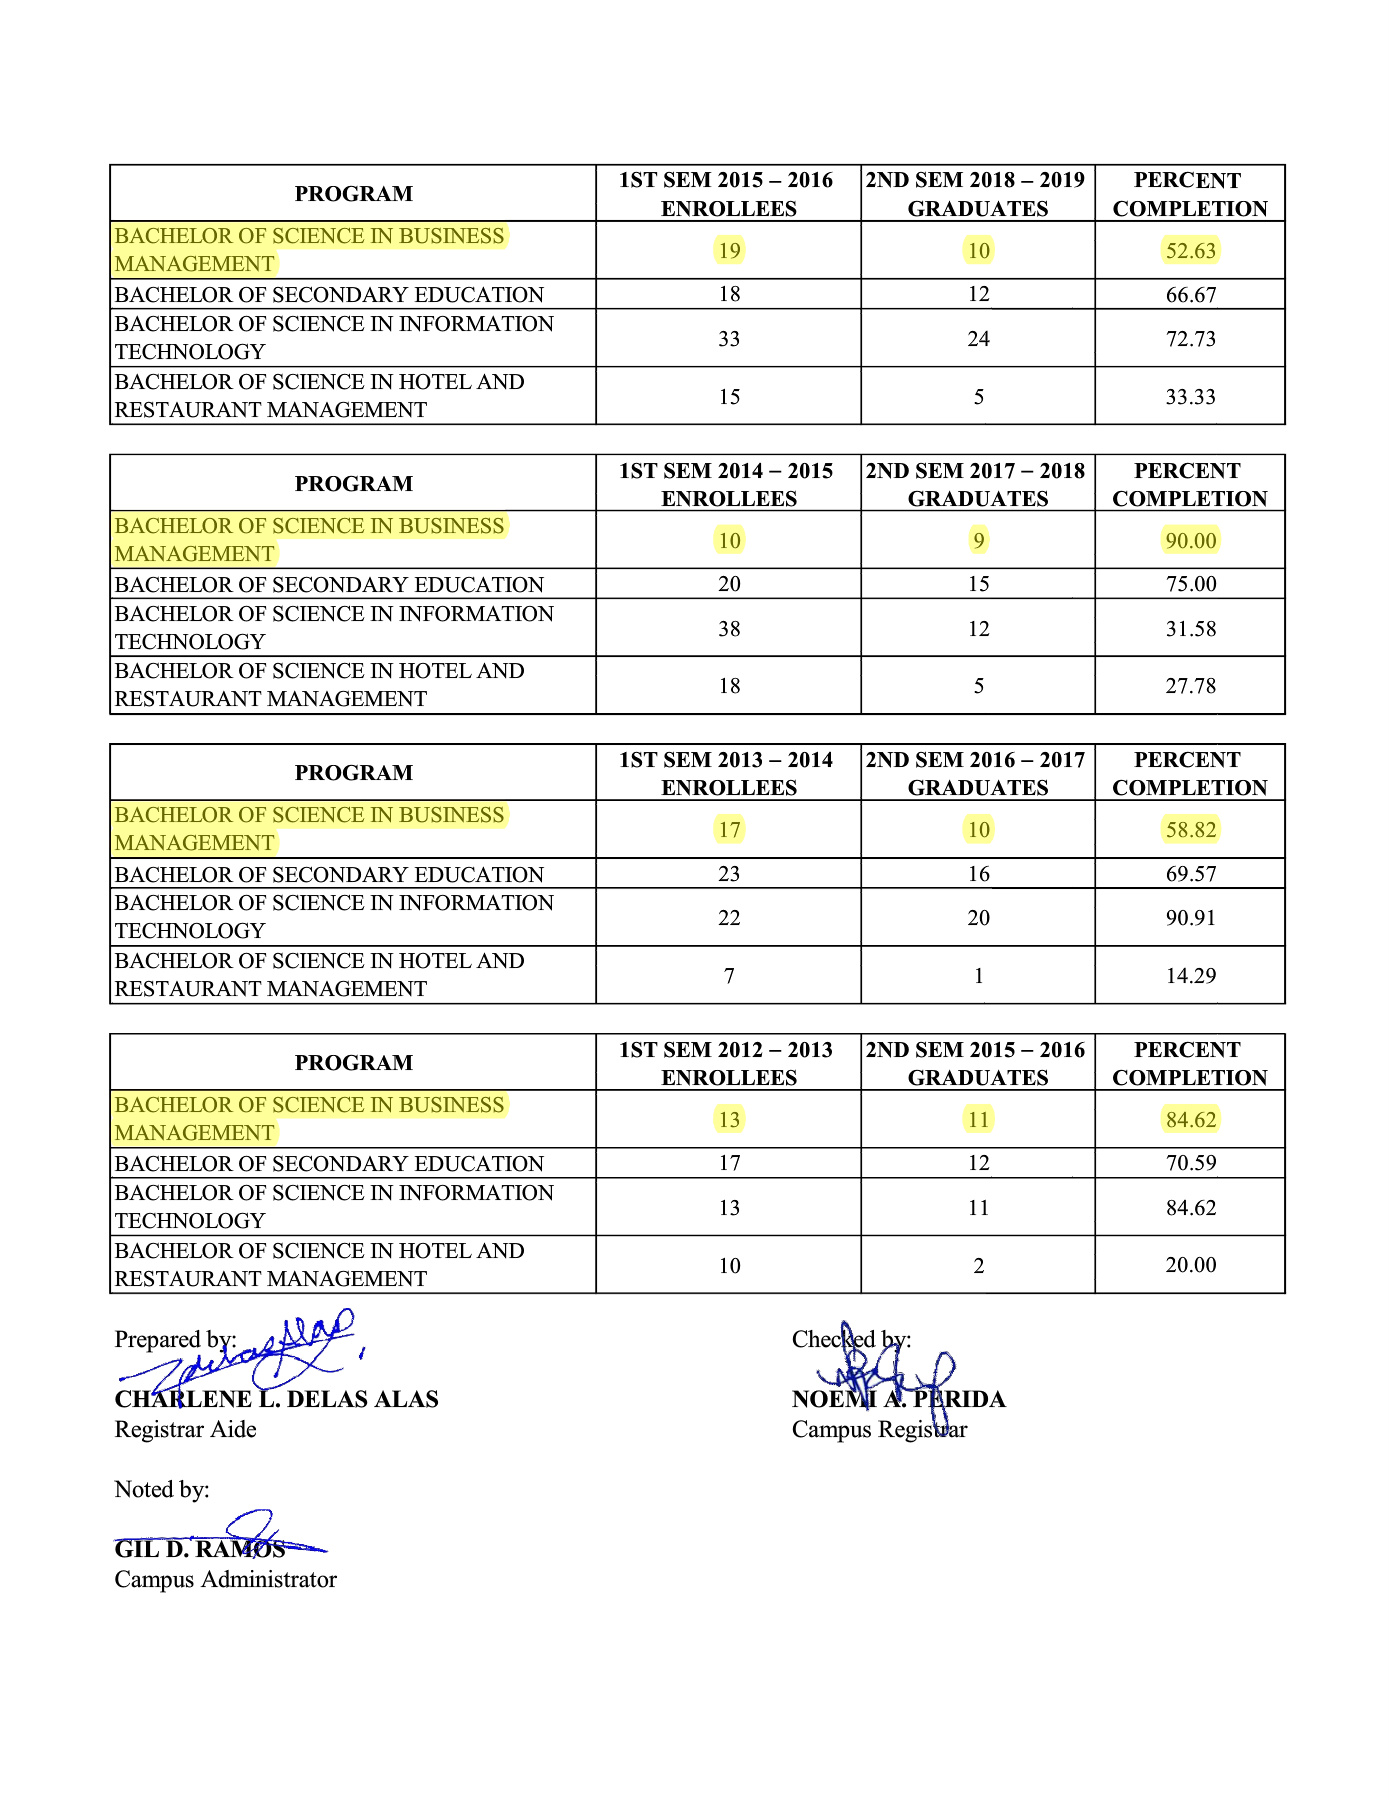 PROGRAM 1ST SEM 2015 – 2016 ENROLLEES 2ND SEM 2018 – 2019 GRADUATES PERCENT COMPLETION
BACHELOR OF SCIENCE IN BUSINESS MANAGEMENT 19 10 52.63
BACHELOR OF SECONDARY EDUCATION 18 12 66.67
BACHELOR OF SCIENCE IN INFORMATION TECHNOLOGY 33 24 72.73
BACHELOR OF SCIENCE IN HOTEL AND RESTAURANT MANAGEMENT 15 5 33.33
PROGRAM 1ST SEM 2014 – 2015 ENROLLEES 2ND SEM 2017 – 2018 GRADUATES PERCENT COMPLETION
BACHELOR OF SCIENCE IN BUSINESS MANAGEMENT 10 9 90.00
BACHELOR OF SECONDARY EDUCATION 20 15 75.00
BACHELOR OF SCIENCE IN INFORMATION TECHNOLOGY 38 12 31.58
BACHELOR OF SCIENCE IN HOTEL AND RESTAURANT MANAGEMENT 18 5 27.78
PROGRAM 1ST SEM 2013 – 2014 ENROLLEES 2ND SEM 2016 – 2017 GRADUATES PERCENT COMPLETION
BACHELOR OF SCIENCE IN BUSINESS MANAGEMENT 17 10 58.82
BACHELOR OF SECONDARY EDUCATION 23 16 69.57
BACHELOR OF SCIENCE IN INFORMATION TECHNOLOGY 22 20 90.91
BACHELOR OF SCIENCE IN HOTEL AND RESTAURANT MANAGEMENT 7 1 14.29
PROGRAM 1ST SEM 2012 – 2013 ENROLLEES 2ND SEM 2015 – 2016 GRADUATES PERCENT COMPLETION
BACHELOR OF SCIENCE IN BUSINESS MANAGEMENT 13 11 84.62
BACHELOR OF SECONDARY EDUCATION 17 12 70.59
BACHELOR OF SCIENCE IN INFORMATION TECHNOLOGY 13 11 84.62
BACHELOR OF SCIENCE IN HOTEL AND RESTAURANT MANAGEMENT 10 2 20.00
Prepared by: Checked by:
CHARLENE L. DELAS ALAS NOEMI A. PERIDA
Registrar Aide Campus Registrar
Noted by:
GIL D. RAMOS
Campus Administrator